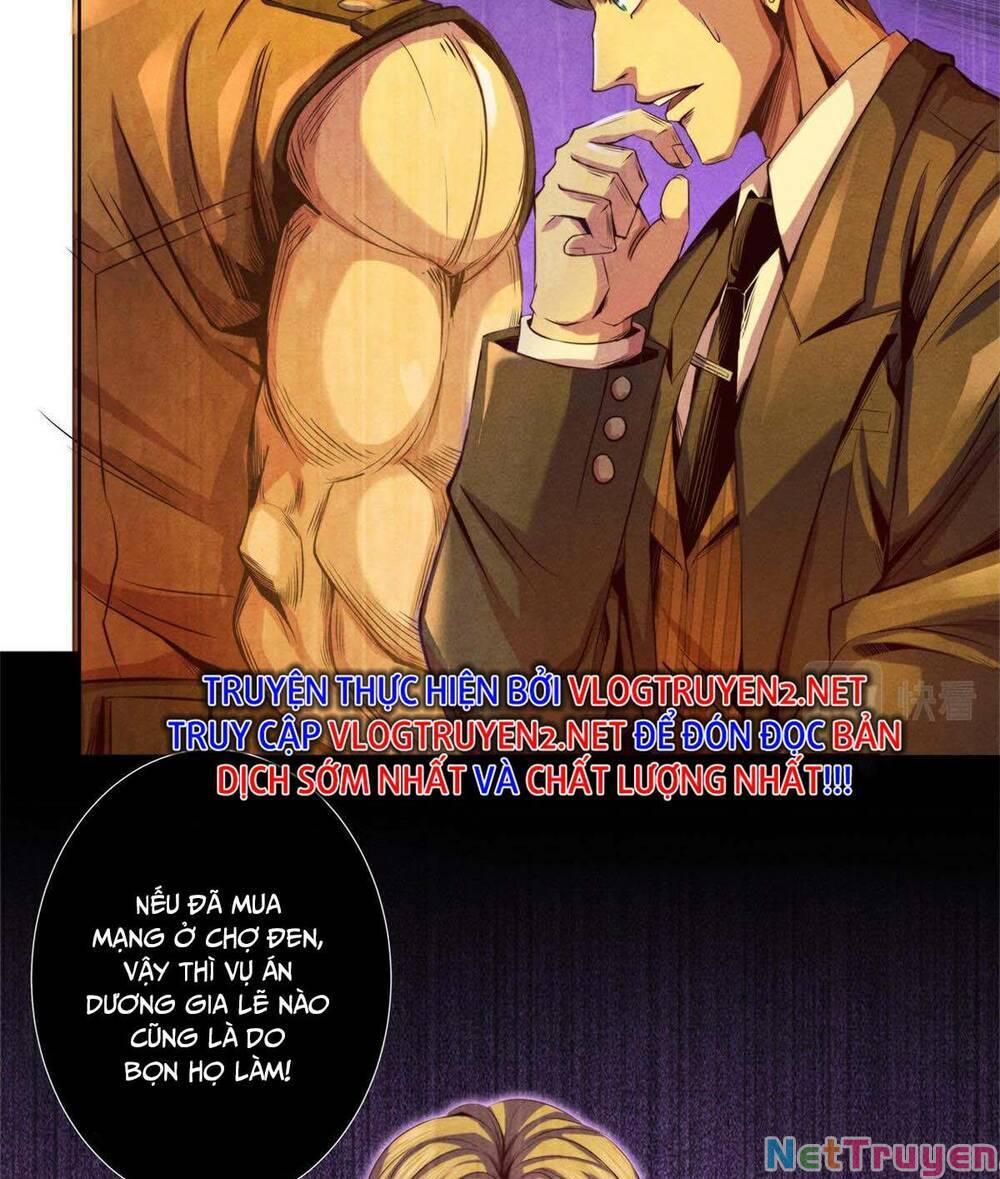 TRUYỆN THỰC HIỆN BỞI VLOGTRUYEN2.NET
快看
TRUY CẬP VLOGTRUYEN2.NET ĐỂ ĐÓN ĐỌC BẢN
DỊCH SỚM NHẤT VÀ CHẤT LƯỢNG NHẤT!!!
NẾU ĐÃ MUA
MẠNG Ở CHỢ ĐEN,
VẬY THÌ VỤ ÁN
DƯƠNG GIA LẼ NÀO
CŨNG LÀ DO
BỌN HỌ LÀM!
NetTruyen